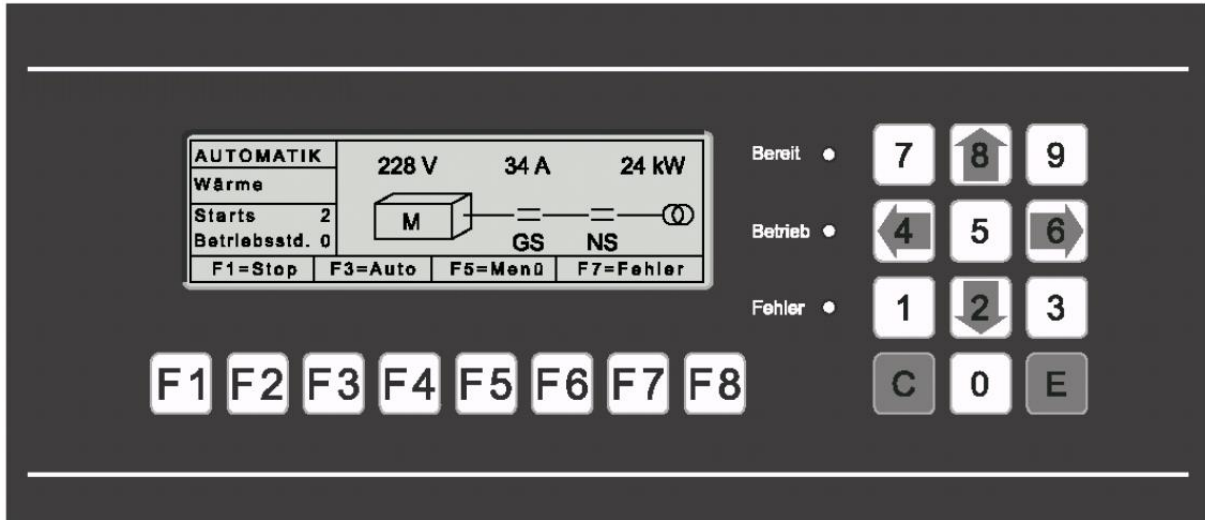 AUTOMATIK
Wärme
Starts 2
Betriebsstd. 0
228 V 34 A 24 kW
M
GS NS
F1=Stop F3=Auto F5=Menü F7=Fehler
Bereit
Betrieb
Fehler
7 8 9
4 5 6
1 2 3
C 0 E
F1 F2 F3 F4 F5 F6 F7 F8